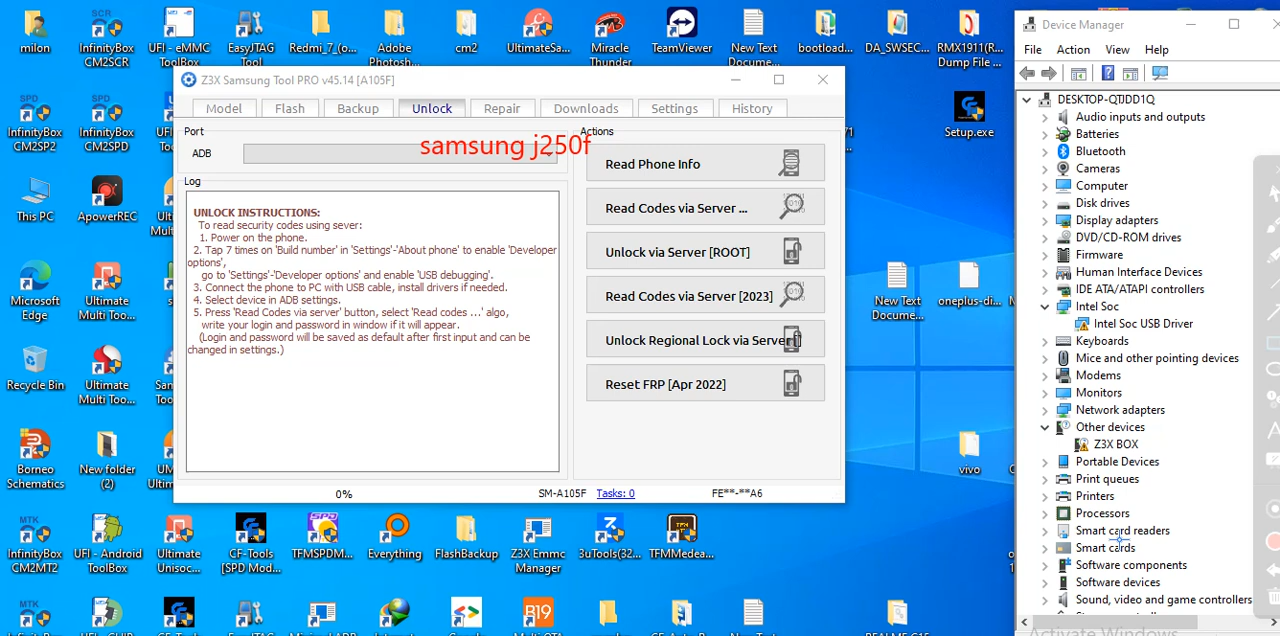 milon
InfinityBox CM2SCR
UFI - eMMC ToolBox
EasyJTAG Tool
Redmi_7_(o...
Adobe Photosh...
cm2
UltimateSa...
Miracle Thunder
TeamViewer
New Text Docume...
bootload...
DA_SWSEC...
RMX1911(R... Dump File ...
Z3X Samsung Tool PRO v45.14 [A105F]
Model
Flash
Backup
Unlock
Repair
Downloads
Settings
History
Port
ADB
samsung j250f
Log
UNLOCK INSTRUCTIONS:
To read security codes using sever:
1. Power on the phone.
2. Tap 7 times on 'Build number' in 'Settings'-'About phone' to enable 'Developer
options',
go to 'Settings'-'Developer options' and enable 'USB debugging'.
3. Connect the phone to PC with USB cable, install drivers if needed.
4. Select device in ADB settings.
5. Press 'Read Codes via server' button, select 'Read codes ...' algo,
write your login and password in window if it will appear.
(Login and password will be saved as default after first input and can be
changed in settings.)
Actions
Read Phone Info
Read Codes via Server ...
Unlock via Server [ROOT]
Read Codes via Server [2023]
Unlock Regional Lock via Server
Reset FRP [Apr 2022]
0%
SM-A105F
Tasks: 0
FE**-**A6
InfinityBox CM2SP2
InfinityBox CM2SPD
This PC
ApowerREC
Microsoft Edge
Ultimate Multi Too...
Recycle Bin
Ultimate Multi Too...
Borneo Schematics
New folder (2)
Setup.exe
New Text Docume...
oneplus-di...
vivo
InfinityBox CM2MT2
UFI - Android ToolBox
Ultimate Unisoc...
CF-Tools [SPD Mod...
TFMSPDM...
Everything
FlashBackup
Z3X Emmc Manager
3uTools(32...
TFMMedea...
Device Manager
File
Action
View
Help
DESKTOP-QTJDD1Q
Audio inputs and outputs
Batteries
Bluetooth
Cameras
Computer
Disk drives
Display adapters
DVD/CD-ROM drives
Firmware
Human Interface Devices
IDE ATA/ATAPI controllers
Intel Soc
Intel Soc USB Driver
Keyboards
Mice and other pointing devices
Modems
Monitors
Network adapters
Other devices
Z3X BOX
Portable Devices
Print queues
Printers
Processors
Smart card readers
Smart cards
Software components
Software devices
Sound, video and game controllers
Activate Windows